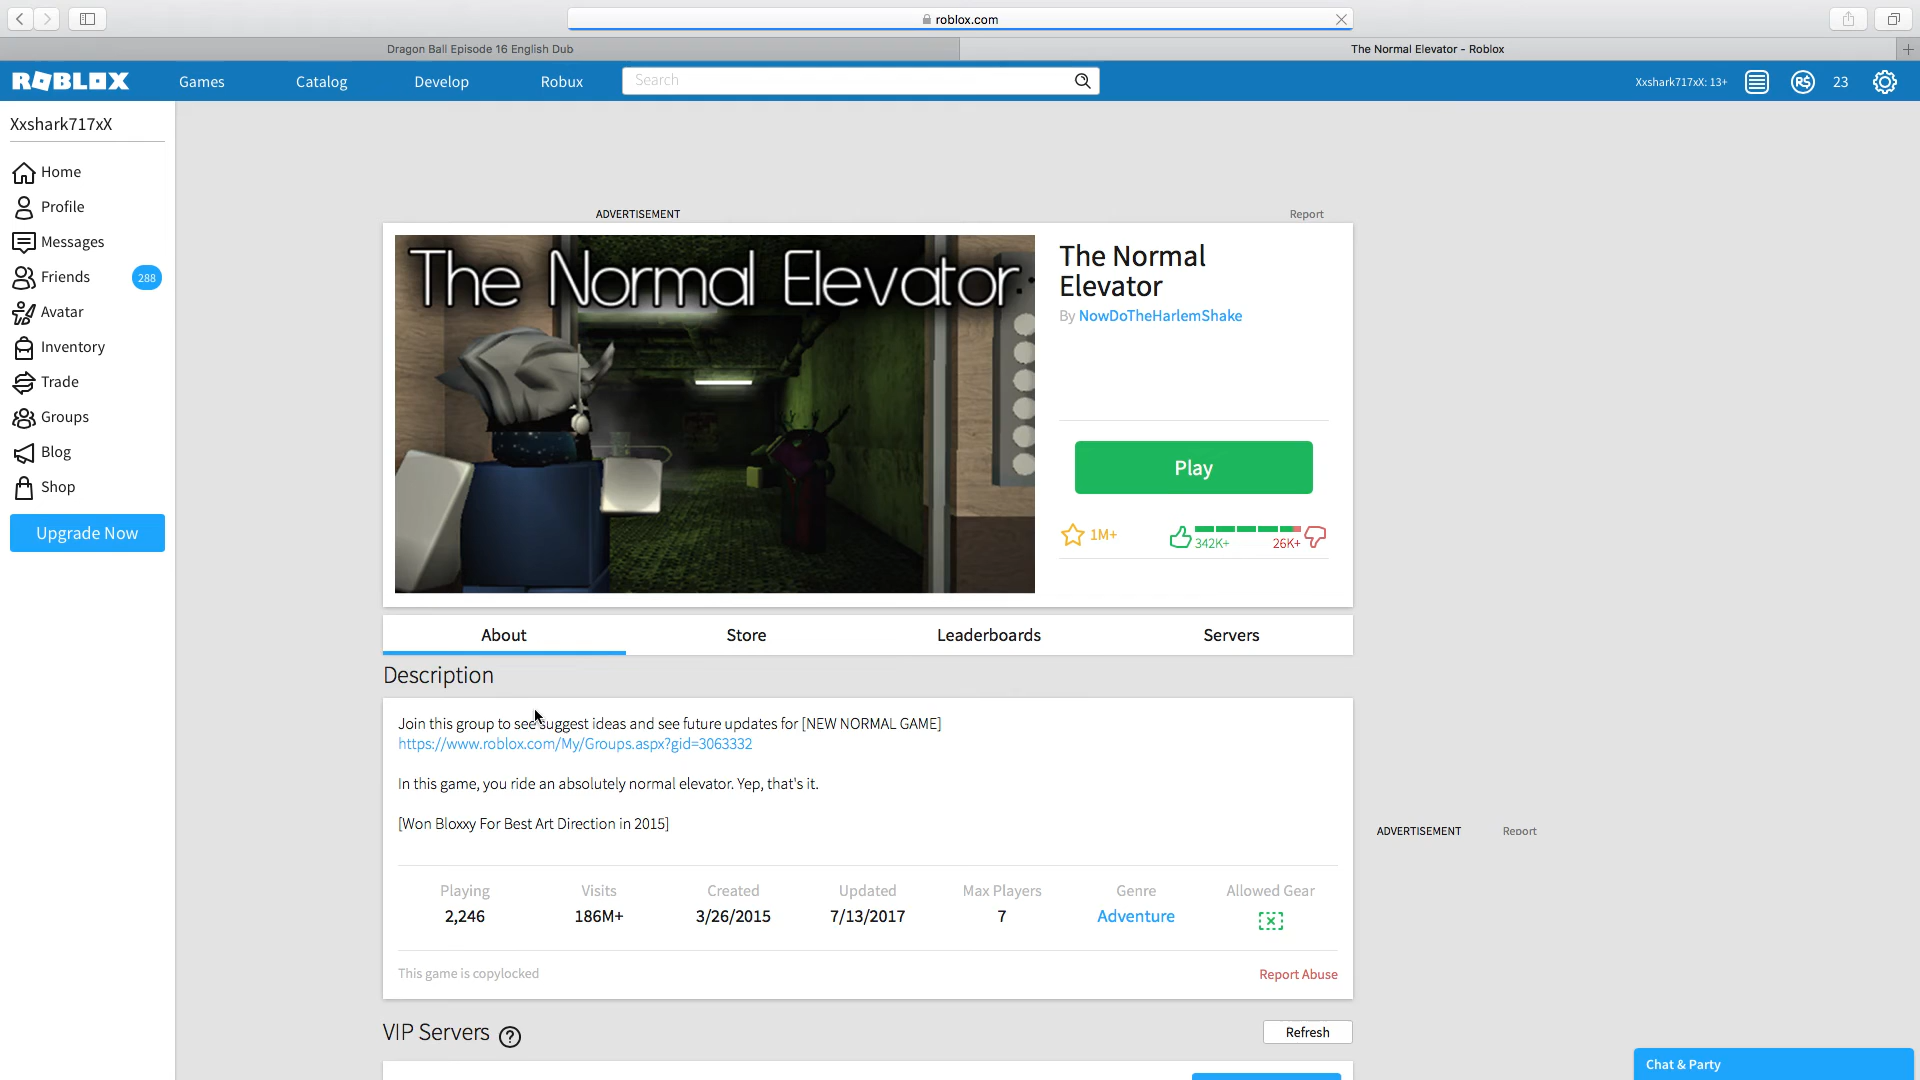 roblox.com
Dragon Ball Episode 16 English Dub
The Normal Elevator - Roblox
ROBLOX
Games
Catalog
Develop
Robux
Search
Xxshark717xX: 13+
R$
23
Xxshark717xX
Home
Profile
Messages
Friends
288
Avatar
Inventory
Trade
Groups
Blog
Shop
Upgrade Now
ADVERTISEMENT
Report
The Normal Elevator
The Normal
Elevator
By NowDoTheHarlemShake
Play
1M+
342K+
26K+
About
Store
Leaderboards
Servers
Description
Join this group to see suggest ideas and see future updates for [NEW NORMAL GAME]
https://www.roblox.com/My/Groups.aspx?gid=3063332
In this game, you ride an absolutely normal elevator. Yep, that's it.
[Won Bloxxy For Best Art Direction in 2015]
ADVERTISEMENT
Report
Playing
Visits
Created
Updated
Max Players
Genre
Allowed Gear
2,246
186M+
3/26/2015
7/13/2017
7
Adventure
This game is copylocked
Report Abuse
VIP Servers
?
Refresh
Chat & Party